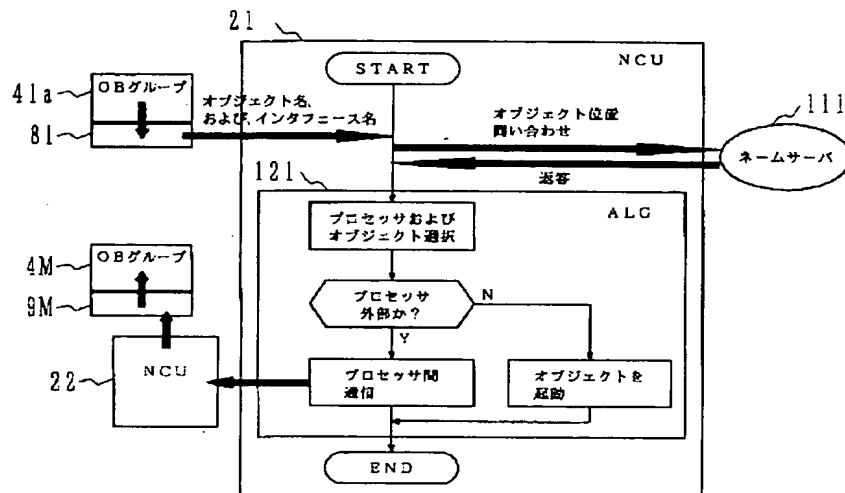 21
START
NCU
41a
OBグループ
81
オブジェクト名、
および、インタフェース名
オブジェクト位置
問い合わせ
111
ネームサーバ
返答
121
ALG
プロセッサおよび
オブジェクト選択
4M
OBグループ
9M
プロセッサ
外部か?
N
Y
22
NCU
プロセッサ間
通信
オブジェクトを
起動
END